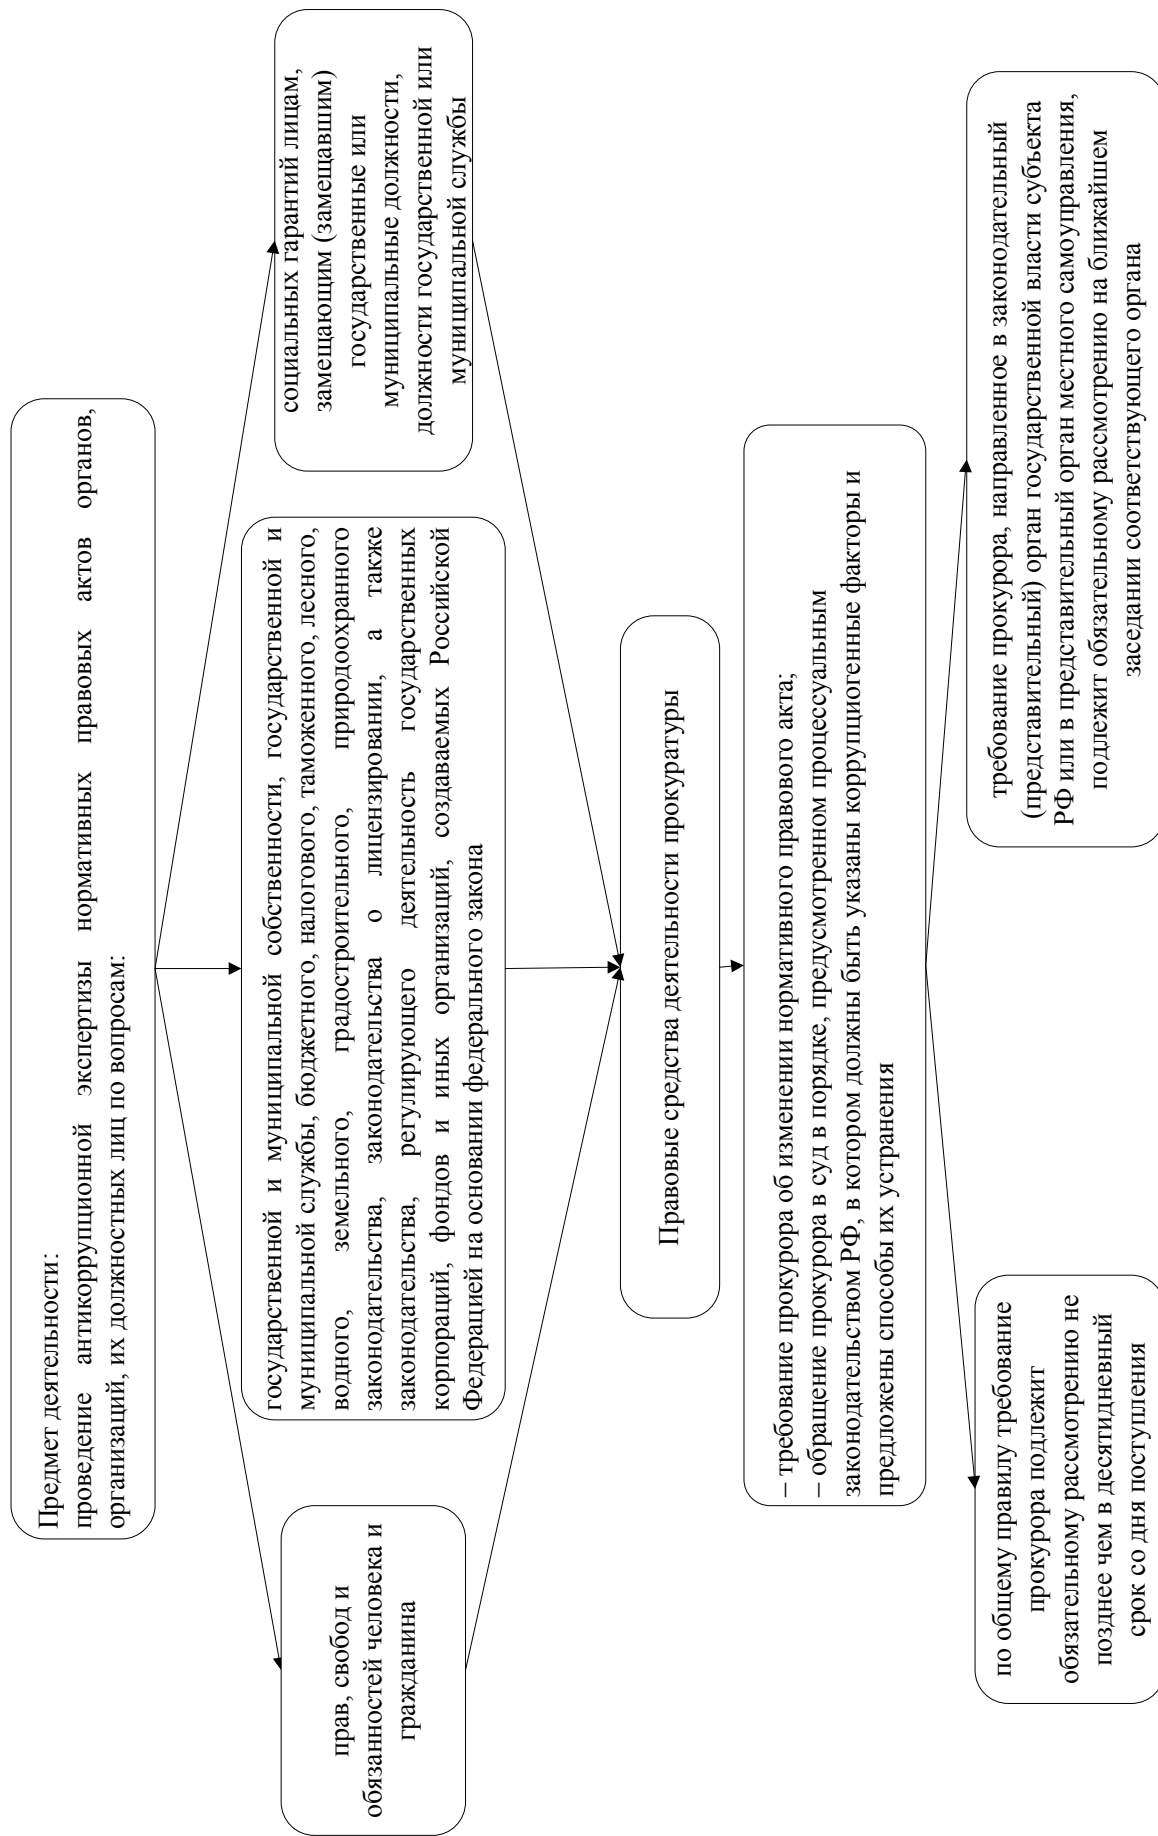 Предмет деятельности:
проведение антикоррупционной экспертизы нормативных правовых актов органов,
организаций, их должностных лиц по вопросам:
прав, свобод и
обязанностей человека и
гражданина
государственной и муниципальной собственности, государственной и
муниципальной службы, бюджетного, налогового, таможенного, лесного,
водного, земельного, градостроительного, природоохранного
законодательства, законодательства о лицензировании, а также
законодательства, регулирующего деятельность государственных
корпораций, фондов и иных организаций, создаваемых Российской
Федерацией на основании федерального закона
социальных гарантий лицам,
замещающим (замещавшим)
государственные или
муниципальные должности,
должности государственной или
муниципальной службы
Правовые средства деятельности прокуратуры
– требование прокурора об изменении нормативного правового акта;
– обращение прокурора в суд в порядке, предусмотренном процессуальным
законодательством РФ, в котором должны быть указаны коррупциогенные факторы и
предложены способы их устранения
по общему правилу требование
прокурора подлежит
обязательному рассмотрению не
позднее чем в десятидневный
срок со дня поступления
требование прокурора, направленное в законодательный
(представительный) орган государственной власти субъекта
РФ или в представительный орган местного самоуправления,
подлежит обязательному рассмотрению на ближайшем
заседании соответствующего органа